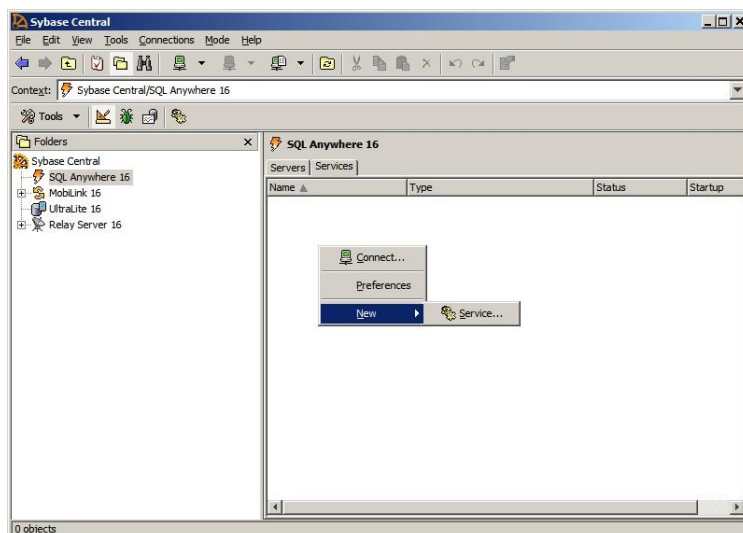 Sybase Central
File Edit View Tools Connections Mode Help
Context: Sybase Central/SQL Anywhere 16
Tools
Folders
Sybase Central
SQL Anywhere 16
MobiLink 16
UltraLite 16
Relay Server 16
SQL Anywhere 16
Servers Services
Name Type Status Startup
Connect...
Preferences
New Service...
0 objects